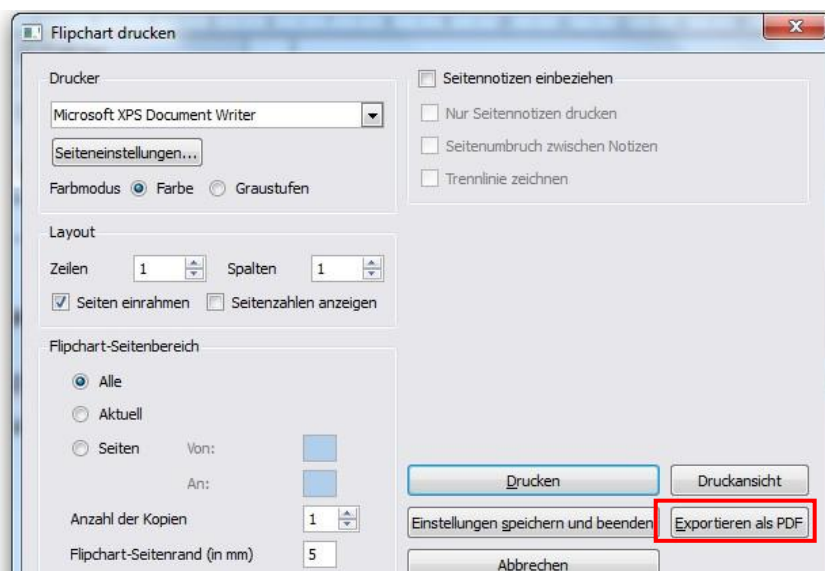 Flipchart drucken
Drucker
Microsoft XPS Document Writer
Seiteneinstellungen...
Farbmodus Farbe Graustufen
Layout
Zeilen 1 Spalten 1
Seiten einrahmen Seitenzahlen anzeigen
Flipchart-Seitenbereich
Alle
Aktuell
Seiten Von:
An:
Anzahl der Kopien 1
Flipchart-Seitenrand (in mm) 5
Seitennotizen einbeziehen
Nur Seitennotizen drucken
Seitenumbruch zwischen Notizen
Trennlinie zeichnen
Drucken Druckansicht
Einstellungen speichern und beenden Exportieren als PDF
Abbrechen